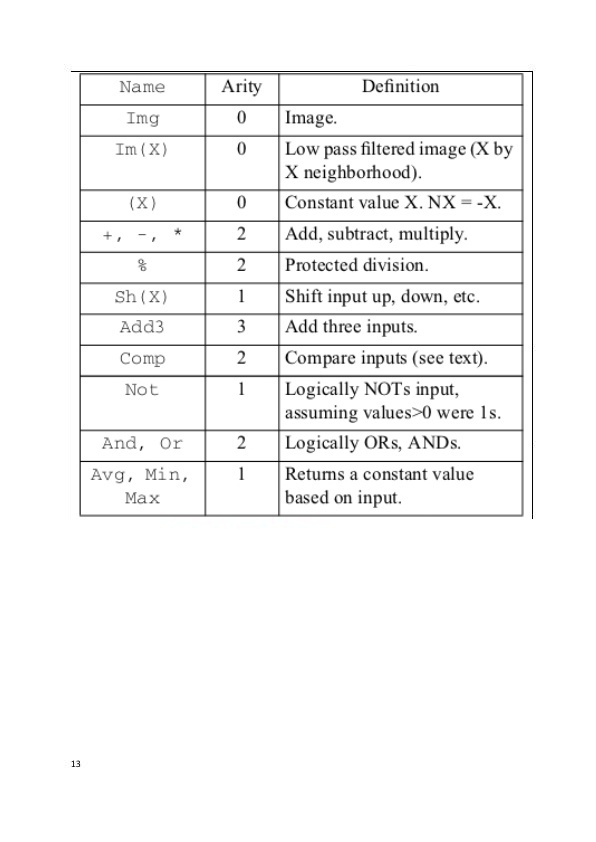 Name Arity Definition
Img 0 Image.
Im(X) 0 Low pass filtered image (X by
X neighborhood).
(X) 0 Constant value X. NX = -X.
+, -, * 2 Add, subtract, multiply.
% 2 Protected division.
Sh(X) 1 Shift input up, down, etc.
Add3 3 Add three inputs.
Comp 2 Compare inputs (see text).
Not 1 Logically NOTs input,
assuming values>0 were 1s.
And, Or 2 Logically ORs, ANDs.
Avg, Min, 1 Returns a constant value
Max based on input.
13